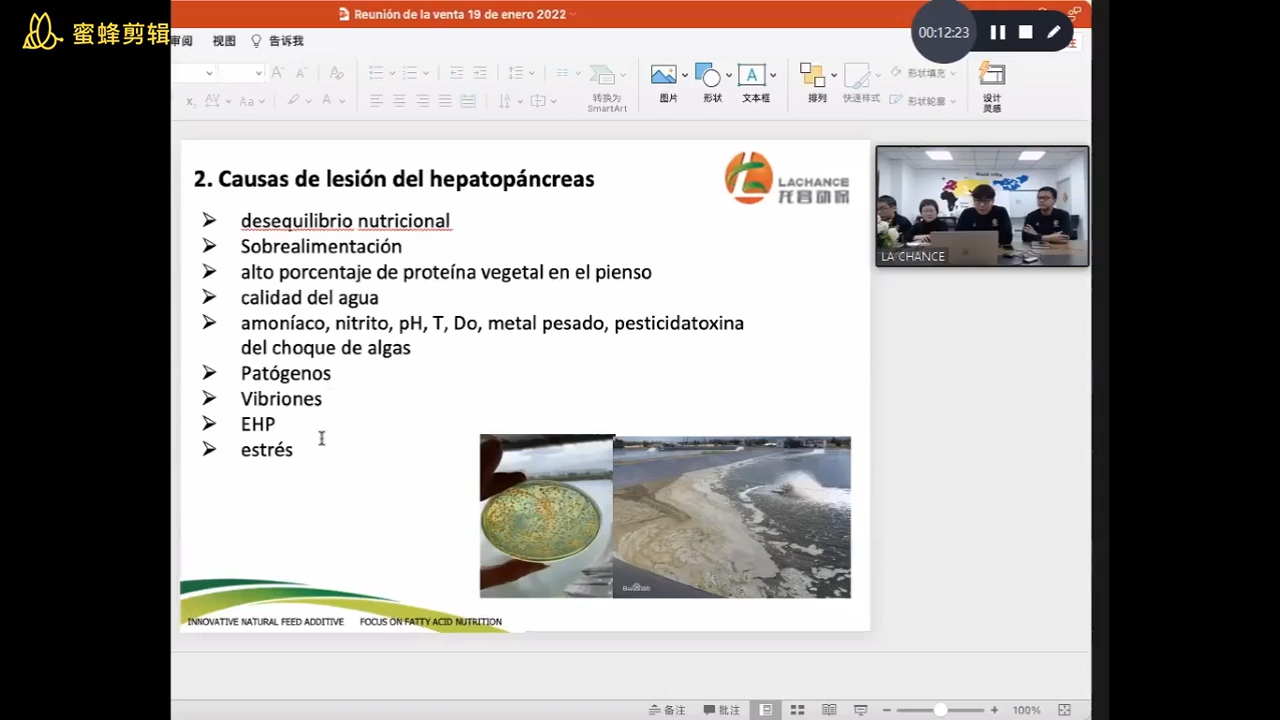 蜜蜂剪辑
Reunión de la venta 19 de enero 2022
00:12:23
审阅 视图 告诉我
转换为 SmartArt
图片 形状 文本框 排列 快速样式 形状填充 形状轮廓 设计灵感
2. Causas de lesión del hepatopáncreas
LACHANCE
desequilibrio nutricional
Sobrealimentación
alto porcentaje de proteína vegetal en el pienso
calidad del agua
amoníaco, nitrito, pH, T, Do, metal pesado, pesticidatoxina
del choque de algas
Patógenos
Vibriones
EHP
estrés
LA CHANCE
INNOVATIVE NATURAL FEED ADDITIVE FOCUS ON FATTY ACID NUTRITION
备注 批注 100%